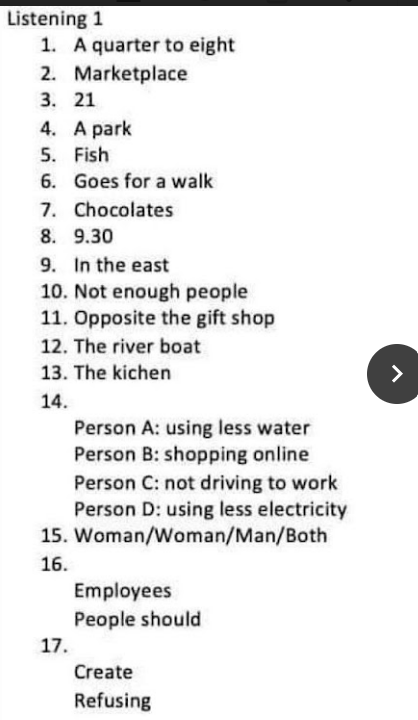 Listening 1
1. A quarter to eight
2. Marketplace
3. 21
4. A park
5. Fish
6. Goes for a walk
7. Chocolates
8. 9.30
9. In the east
10. Not enough people
11. Opposite the gift shop
12. The river boat
13. The kichen
14.
Person A: using less water
Person B: shopping online
Person C: not driving to work
Person D: using less electricity
15. Woman/Woman/Man/Both
16.
Employees
People should
17.
Create
Refusing